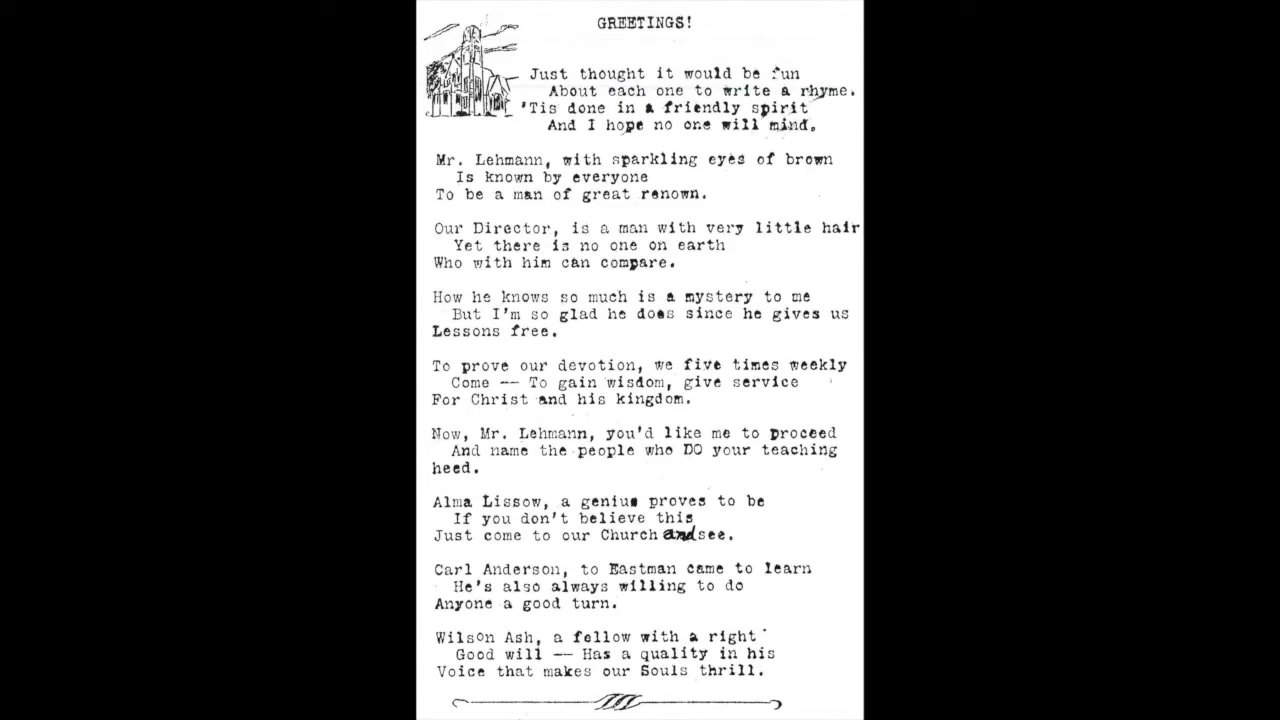 GREETINGS!
Just thought it would be fun
About each one to write a rhyme.
'Tis done in a friendly spirit
And I hope no one will mind.
Mr. Lehmann, with sparkling eyes of brown
Is known by everyone
To be a man of great renown.
Our Director, is a man with very little hair
Yet there is no one on earth
Who with him can compare.
How he knows so much is a mystery to me
But I'm so glad he does since he gives us
Lessons free.
To prove our devotion, we five times weekly
Come -- To gain wisdom, give service
For Christ and his kingdom.
Now, Mr. Lehmann, you'd like me to proceed
And name the people who DO your teaching
heed.
Alma Lissow, a genius proves to be
If you don't believe this
Just come to our Church and see.
Carl Anderson, to Eastman came to learn
He's also always willing to do
Anyone a good turn.
Wilson Ash, a fellow with a right
Good will -- Has a quality in his
Voice that makes our Souls thrill.